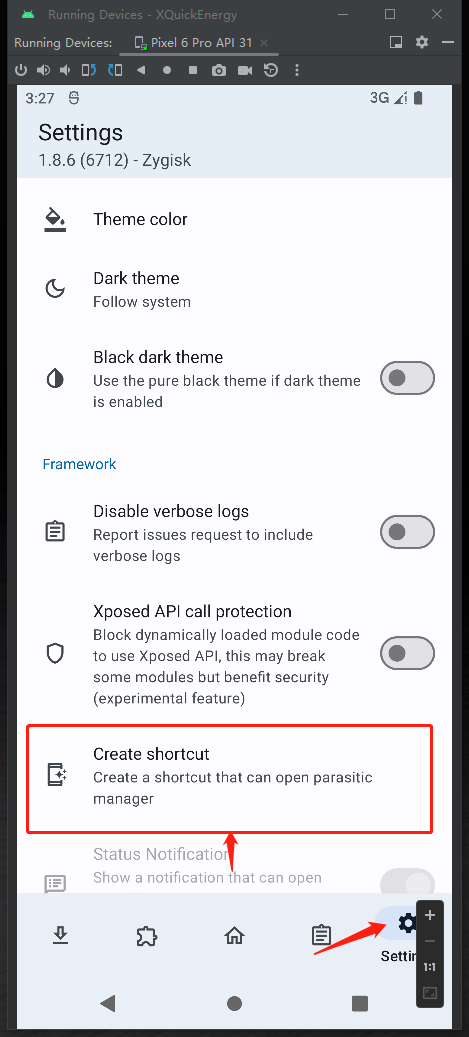 Running Devices - XQuickEnergy
Running Devices:
Pixel 6 Pro API 31
3:27
3G
Settings
1.8.6 (6712) - Zygisk
Theme color
Dark theme
Follow system
Black dark theme
Use the pure black theme if dark theme
is enabled
Framework
Disable verbose logs
Report issues request to include
verbose logs
Xposed API call protection
Block dynamically loaded module code
to use Xposed API, this may break
some modules but benefit security
(experimental feature)
Create shortcut
Create a shortcut that can open parasitic
manager
Status Notification
Show a notification that can open
Settin
1:1